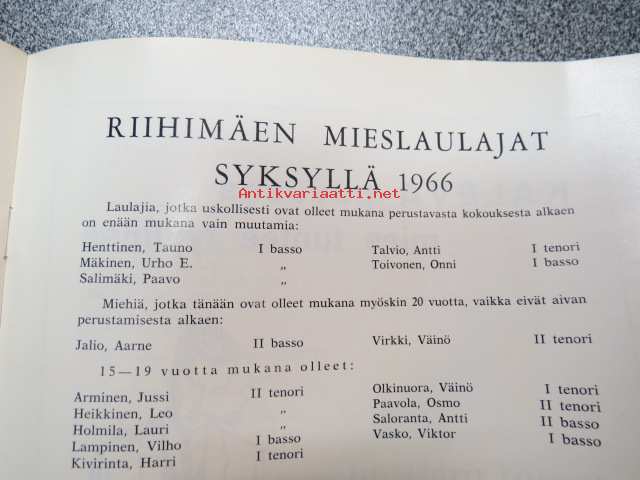 RIIHIMÄEN MIESLAULAJAT
SYKSYLLÄ 1966
Antikvariaatti.net
Laulajia, jotka uskollisesti ovat olleet mukana perustavasta kokouksesta alkaen
on enään mukana vain muutamia:
Henttinen, Tauno I basso
Mäkinen, Urho E. „
Salimäki, Paavo „
Talvio, Antti I tenori
Toivonen, Onni I basso
Miehiä, jotka tänään ovat olleet mukana myöskin 20 vuotta, vaikka eivät aivan
perustamisesta alkaen:
Jalio, Aarne II basso
Virkki, Väinö II tenori
15—19 vuotta mukana olleet:
Arminen, Jussi II tenori
Heikkinen, Leo „
Holmila, Lauri „
Lampinen, Vilho I basso
Kivirinta, Harri I tenori
Olkinuora, Väinö I tenori
Paavola, Osmo II tenori
Saloranta, Antti II basso
Vasko, Viktor I basso